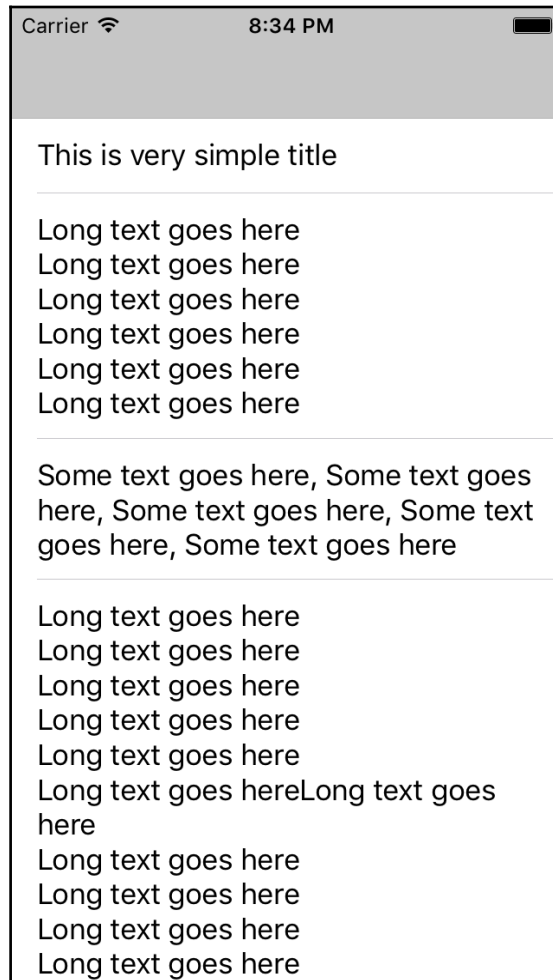 Carrier 8:34 PM
This is very simple title
Long text goes here
Long text goes here
Long text goes here
Long text goes here
Long text goes here
Long text goes here
Some text goes here, Some text goes
here, Some text goes here, Some text
goes here, Some text goes here
Long text goes here
Long text goes here
Long text goes here
Long text goes here
Long text goes here
Long text goes hereLong text goes
here
Long text goes here
Long text goes here
Long text goes here
Long text goes here